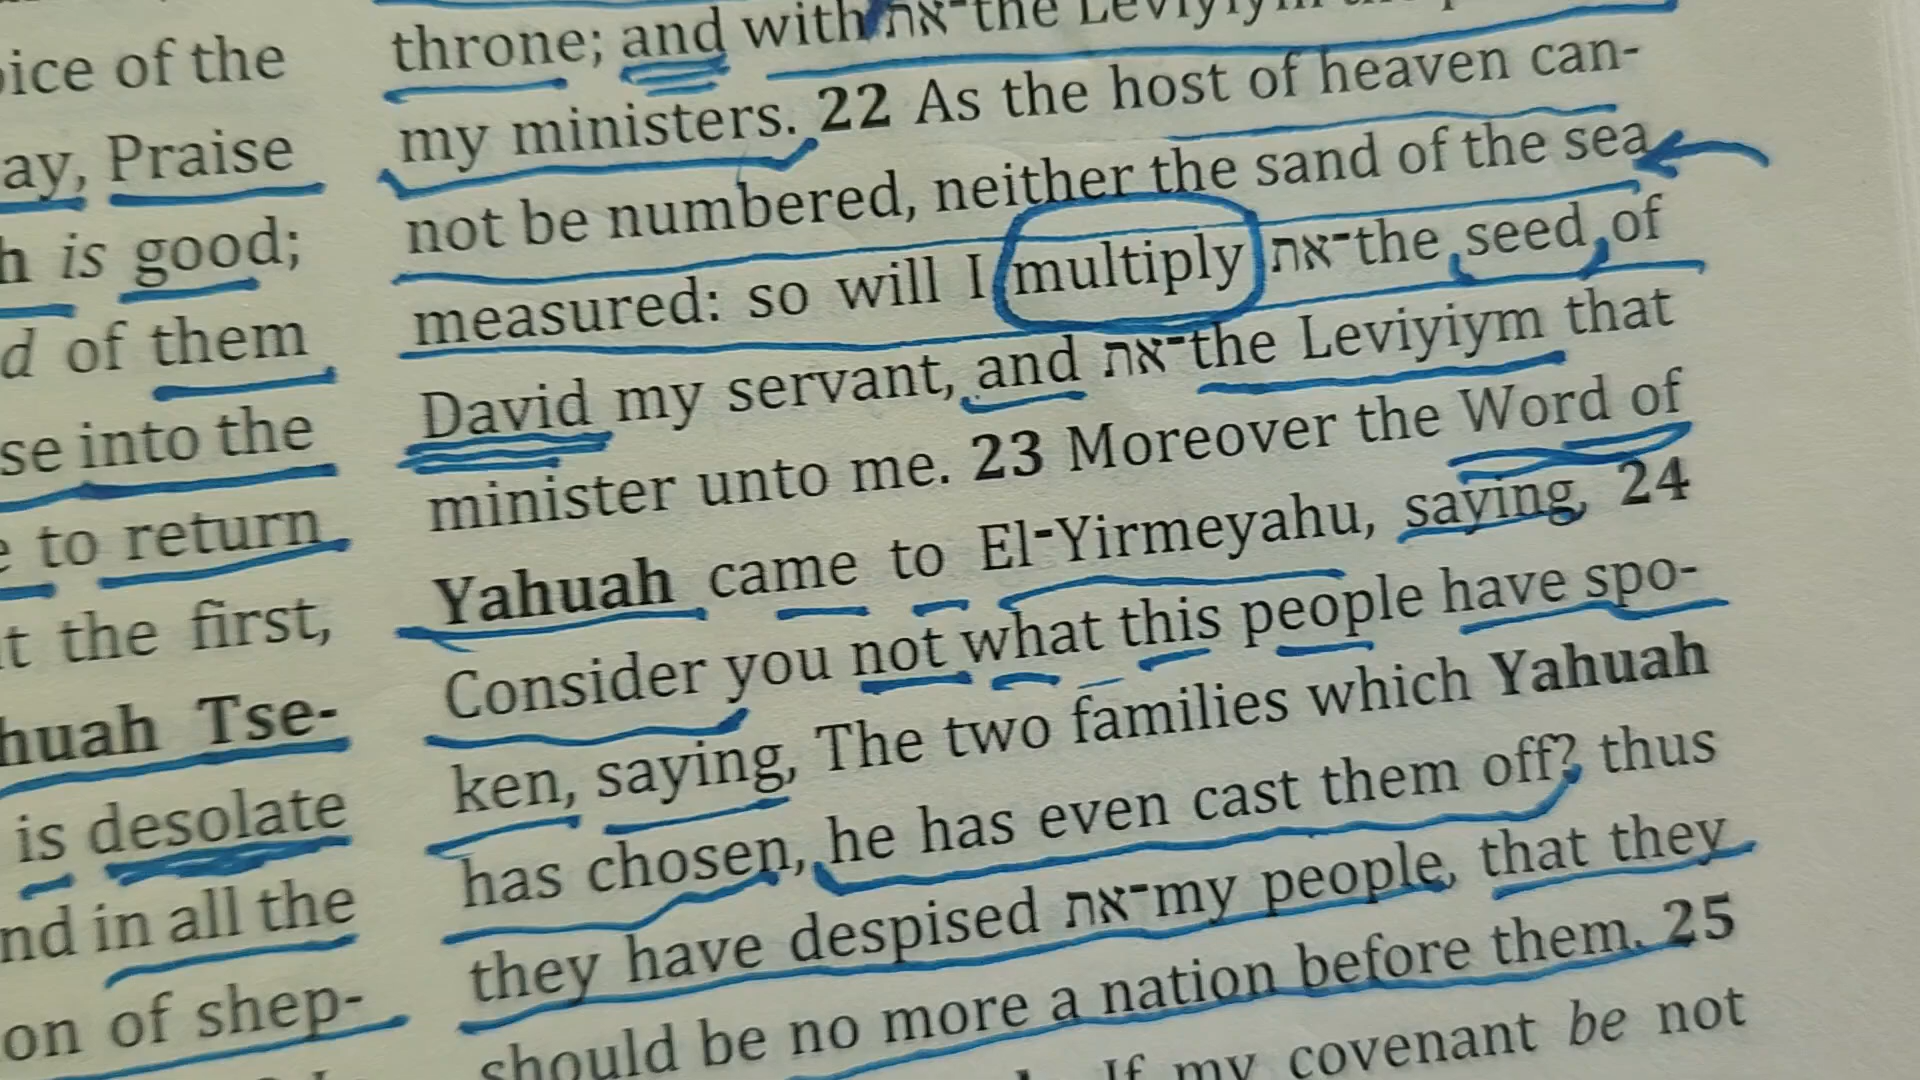 oice of the
ay, Praise
h is good;
d of them
se into the
e to return
t the first,
huah Tse-
is desolate
nd in all the
on of shep-
throne; and with את-the Leviyiym
my ministers. 22 As the host of heaven can-
not be numbered, neither the sand of the sea
measured: so will I multiply את-the seed of
David my servant, and את-the Leviyiym that
minister unto me. 23 Moreover the Word of
Yahuah came to El-Yirmeyahu, saying, 24
Consider you not what this people have spo-
ken, saying, The two families which Yahuah
has chosen, he has even cast them off? thus
they have despised את-my people, that they
should be no more a nation before them. 25
If my covenant be not